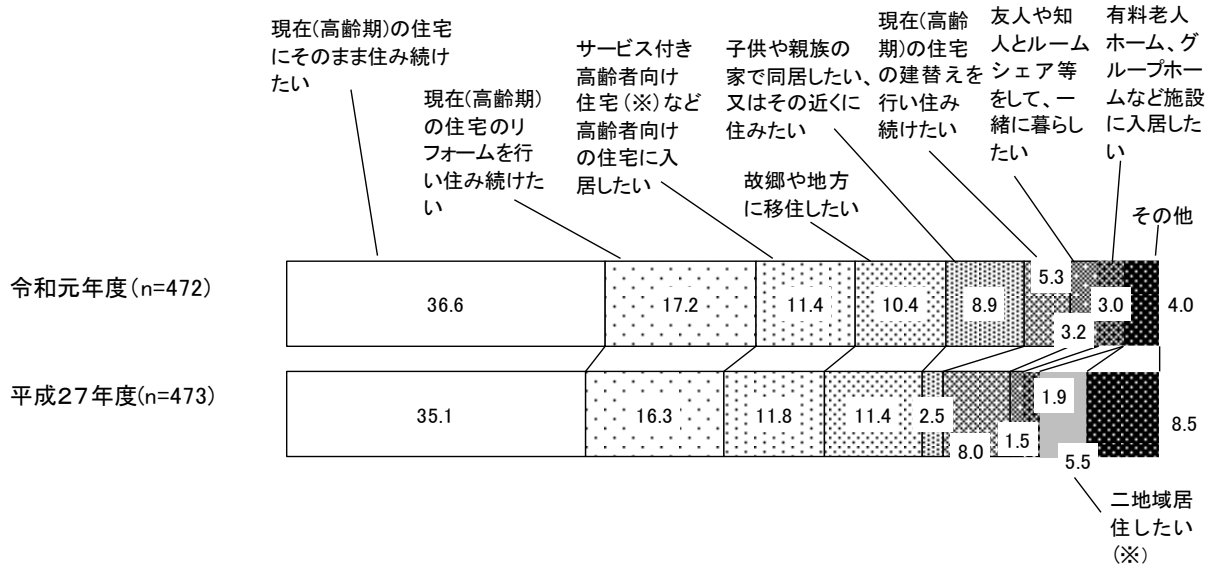 現在(高齢期)の住宅
にそのまま住み続け
たい
現在(高齢期)
の住宅のリ
フォームを行
い住み続けた
い
サービス付き
高齢者向け
住宅(※)など
高齢者向け
の住宅に入
居したい
故郷や地方
に移住したい
子供や親族の
家で同居したい、
又はその近くに
住みたい
現在(高齢
期)の住宅
の建替えを
行い住み
続けたい
友人や知
人とルーム
シェア等
をして、一
緒に暮らし
たい
有料老人
ホーム、グ
ループホー
ムなど施設
に入居した
い
その他
令和元年度(n=472)
36.6
17.2
11.4
10.4
8.9
5.3
3.2
3.0
4.0
平成27年度(n=473)
35.1
16.3
11.8
11.4
2.5
8.0
1.5
1.9
5.5
8.5
二地域居
住したい
(※)